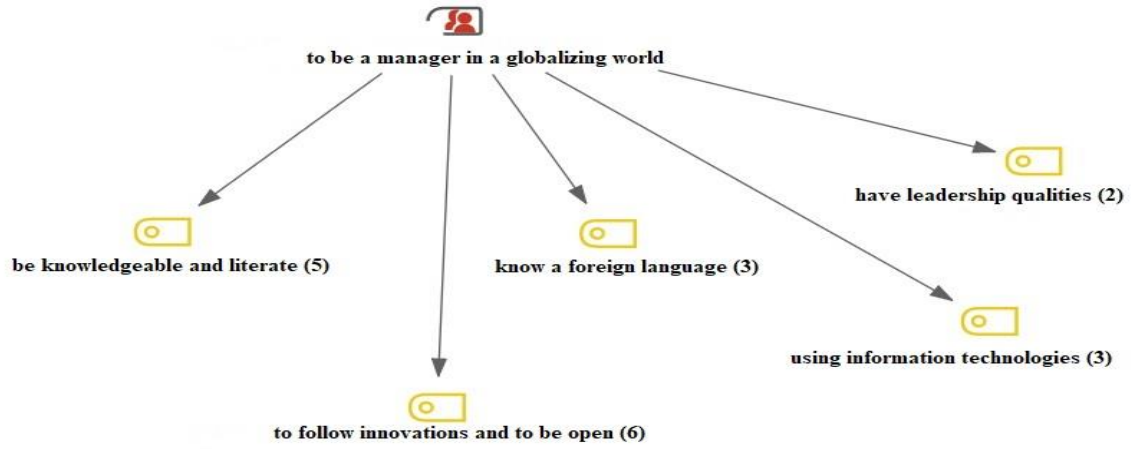 to be a manager in a globalizing world
have leadership qualities (2)
be knowledgeable and literate (5)
know a foreign language (3)
using information technologies (3)
to follow innovations and to be open (6)